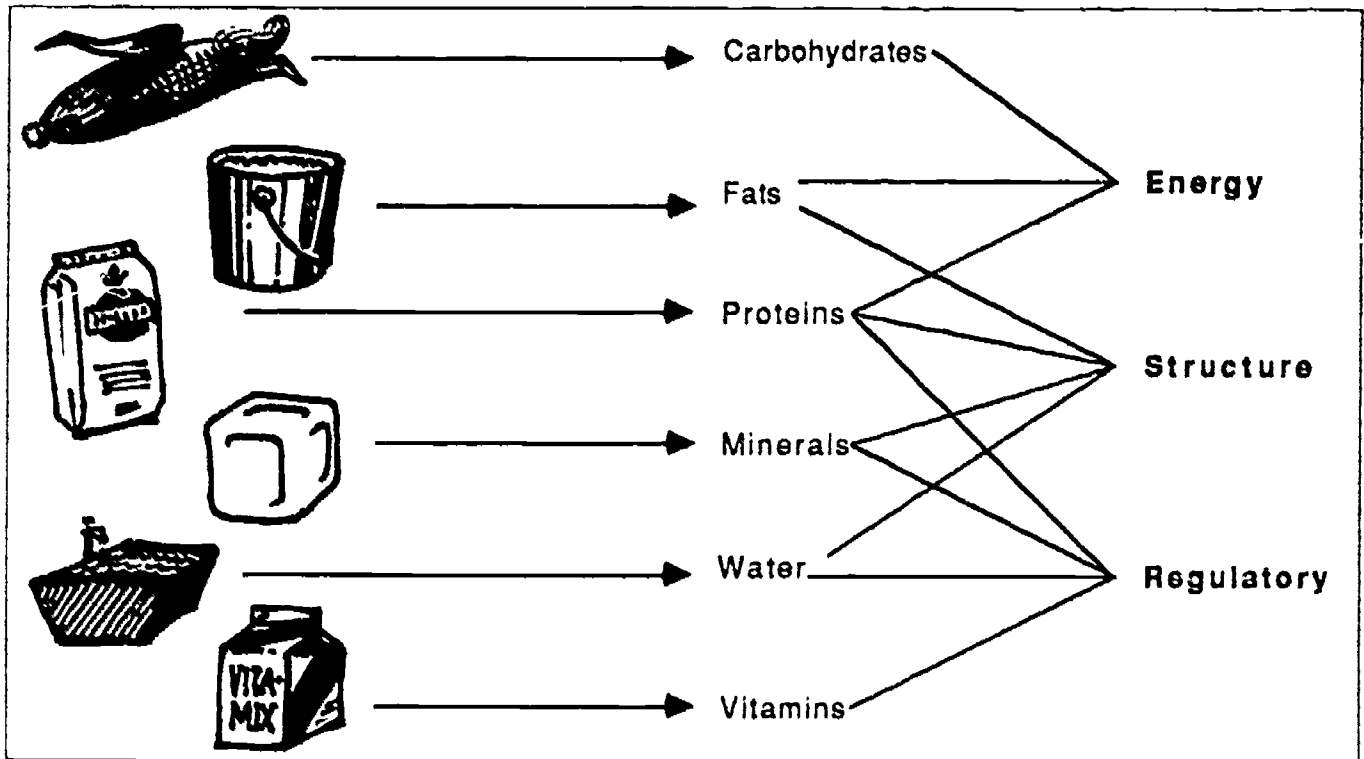 Carbohydrates
Energy
Fats
Proteins
Structure
Minerals
Water
Regulatory
VITA-
MIX
Vitamins